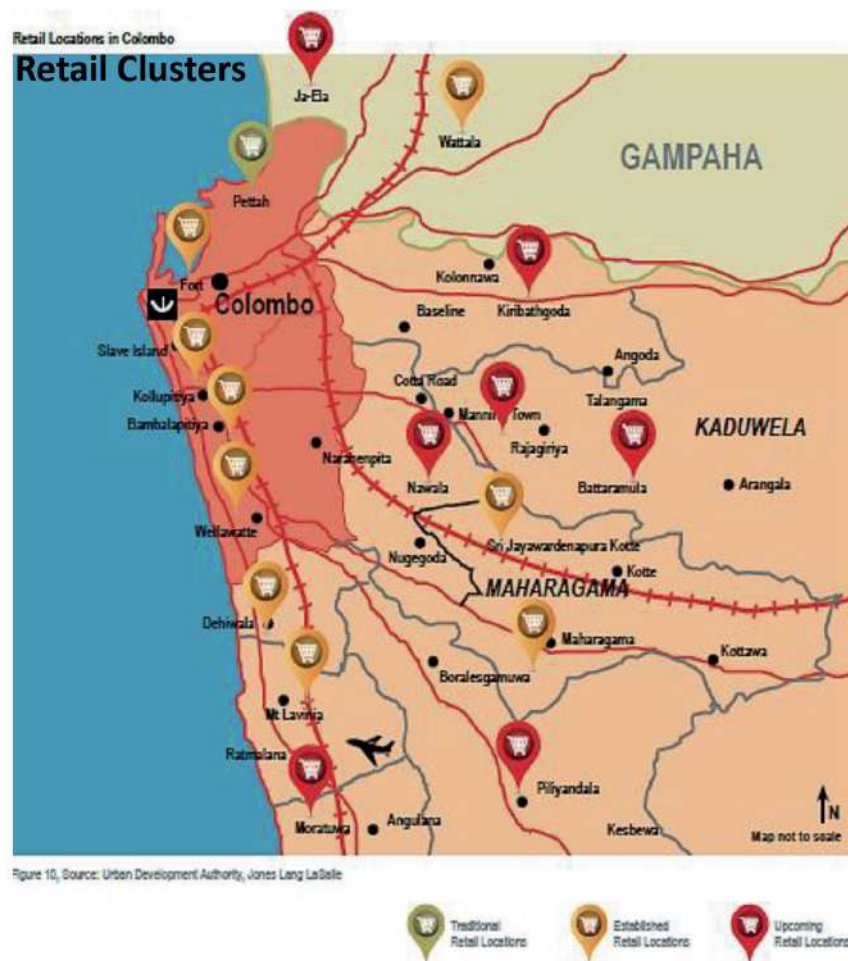 Retail Locations in Colombo
Retail Clusters
Ja-Ela
Wattala
GAMPAHA
Pettah
Fort
Colombo
Kolonnawa
Kiribathgoda
Baseline
Slave Island
Angoda
Cotta Road
Talangama
Kollupitiya
Manning Town
KADUWELA
Bambalapitiya
Rajagiriya
Narahenpita
Nawala
Battaramulla
Arangala
Wellawatte
Nugegoda
Sri Jayawardenapura Kotte
Kotte
MAHARAGAMA
Dehiwala
Maharagama
Kottawa
Boralesgamuwa
Mt Lavinia
Ratmalana
Piliyandala
Moratuwa
Angulana
Kesbewa
N
Map not to scale
Figure 10, Source: Urban Development Authority, Jones Lang LaSalle
Traditional
Retail Locations
Established
Retail Locations
Upcoming
Retail Locations